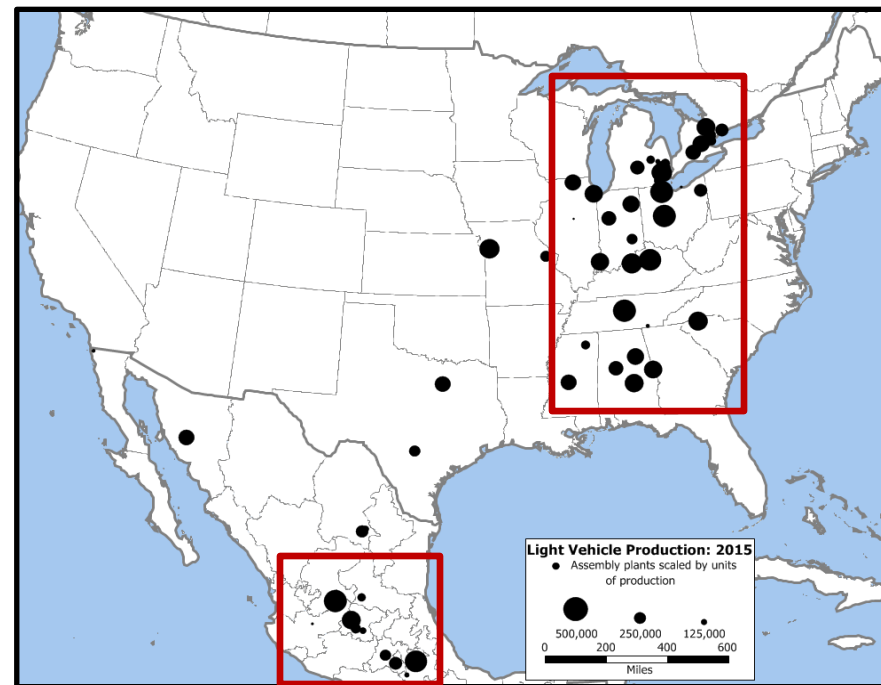 Light Vehicle Production: 2015
Assembly plants scaled by units
of production
500,000 250,000 125,000
0 200 400 600
Miles